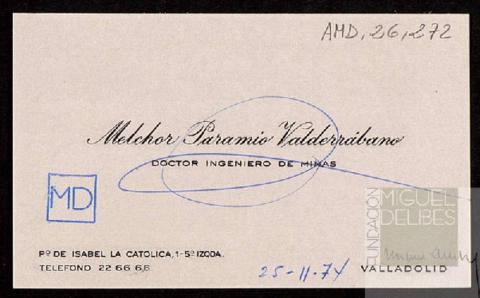 AMD, 26, 272
Melchor Paramio Valderrábano
DOCTOR INGENIERO DE MINAS
MD
FUNDACIÓN
MIGUEL
DELIBES
Pº DE ISABEL LA CATOLICA, 1-5º IZQDA.
TELEFONO 22 66 66
25-11-74
VALLADOLID